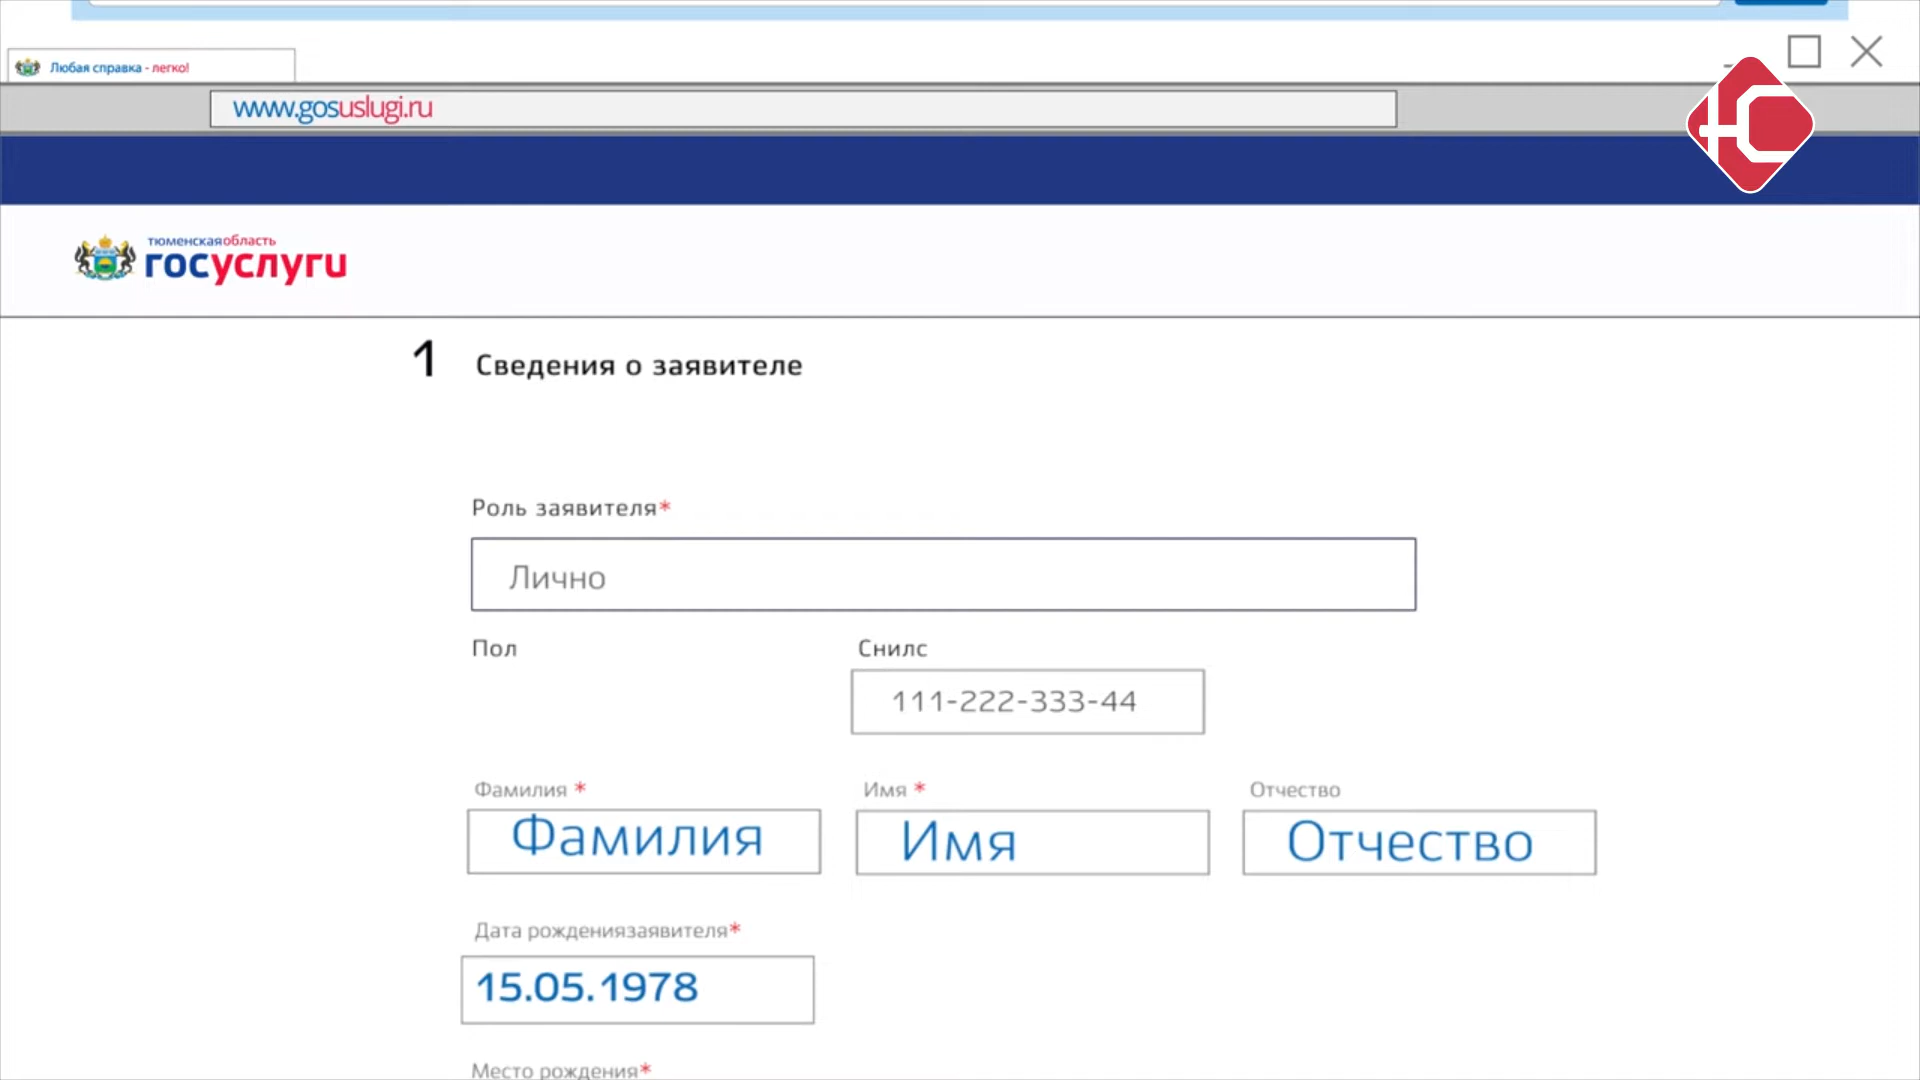 Любая справка - легко!
www.gosuslugi.ru
тюменскаяобласть
госуслуги
1 Сведения о заявителе
Роль заявителя*
Лично
Пол Снилс
111-222-333-44
Фамилия * Имя * Отчество
Фамилия Имя Отчество
Дата рождениязаявителя*
15.05.1978
Место рождения*